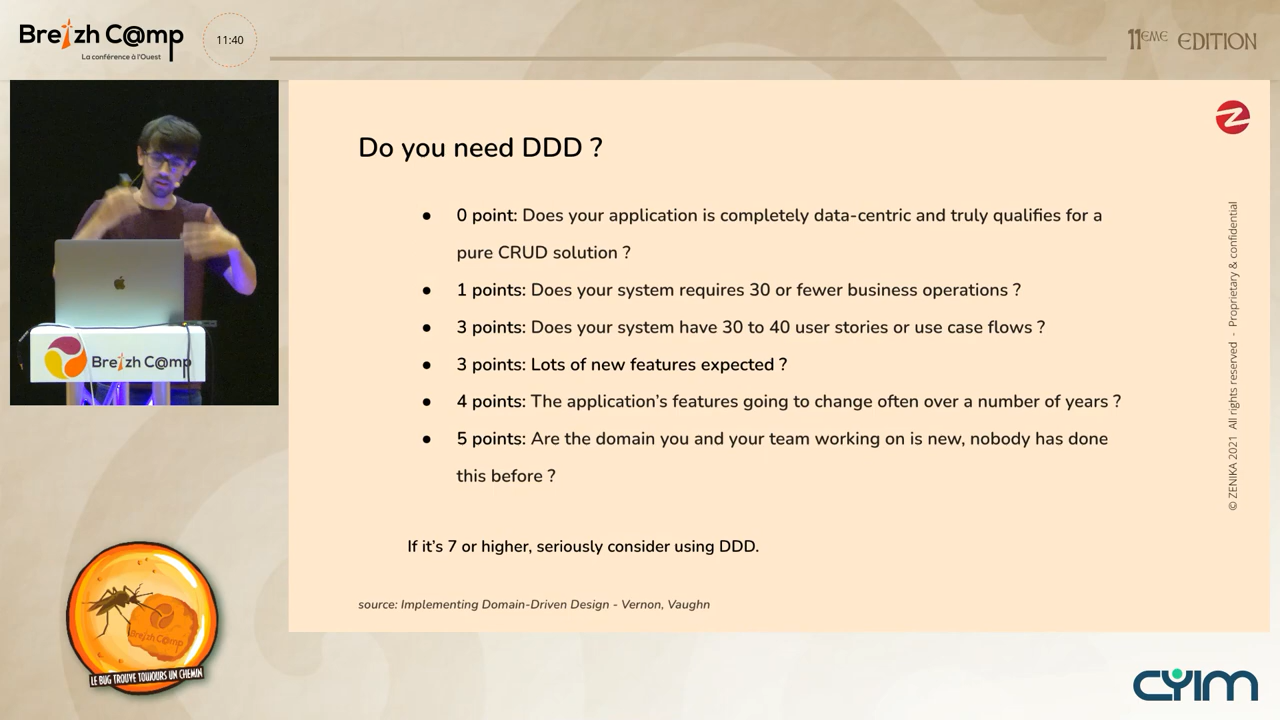 Breizh C@mp
La conférence à l'Ouest
11:40
11ÈME EDITION
Do you need DDD ?
● 0 point: Does your application is completely data-centric and truly qualifies for a
pure CRUD solution ?
● 1 points: Does your system requires 30 or fewer business operations ?
● 3 points: Does your system have 30 to 40 user stories or use case flows ?
● 3 points: Lots of new features expected ?
● 4 points: The application’s features going to change often over a number of years ?
● 5 points: Are the domain you and your team working on is new, nobody has done
this before ?
If it’s 7 or higher, seriously consider using DDD.
source: Implementing Domain-Driven Design - Vernon, Vaughn
© ZENIKA 2021 All rights reserved - Proprietary & confidential
Breizh C@mp
Breizh C@mp
LE BUG TROUVE TOUJOURS UN CHEMIN
CYIM